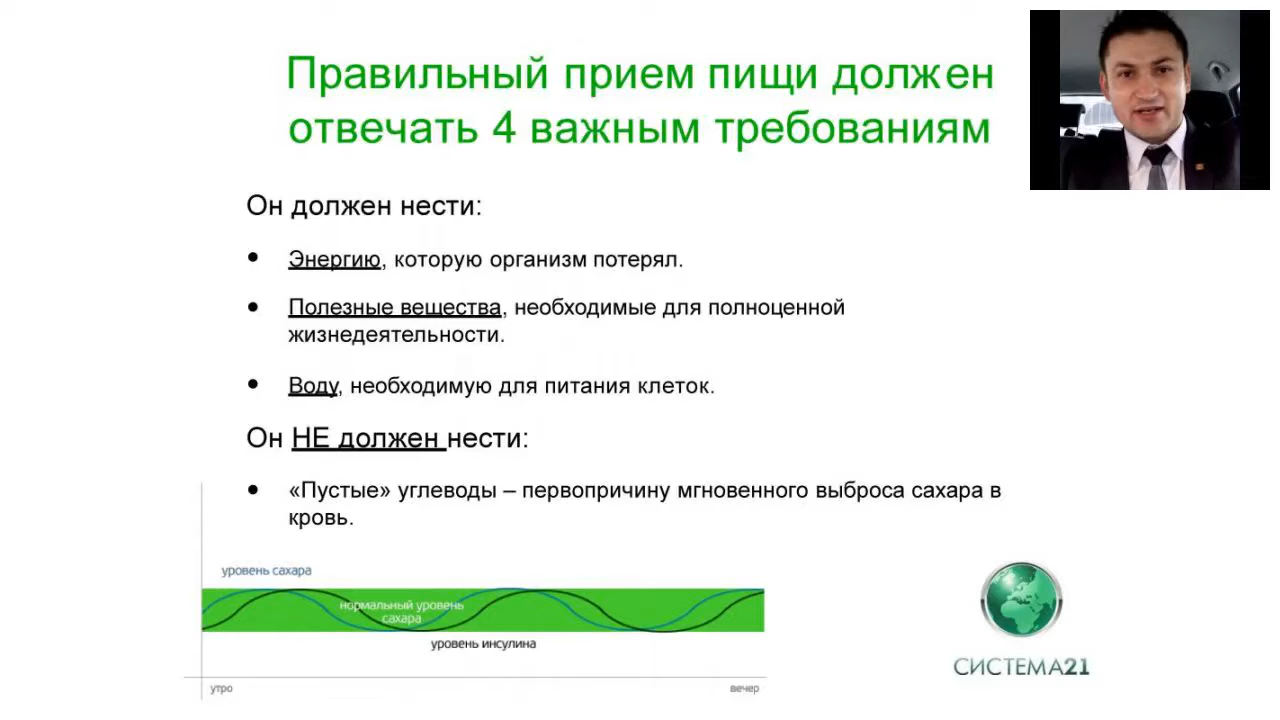 Правильный прием пищи должен
отвечать 4 важным требованиям
Он должен нести:
● Энергию, которую организм потерял.
● Полезные вещества, необходимые для полноценной
жизнедеятельности.
● Воду, необходимую для питания клеток.
Он НЕ должен нести:
● «Пустые» углеводы – первопричину мгновенного выброса сахара в
кровь.
уровень сахара
нормальный уровень
сахара
уровень инсулина
утро
вечер
СИСТЕМА21